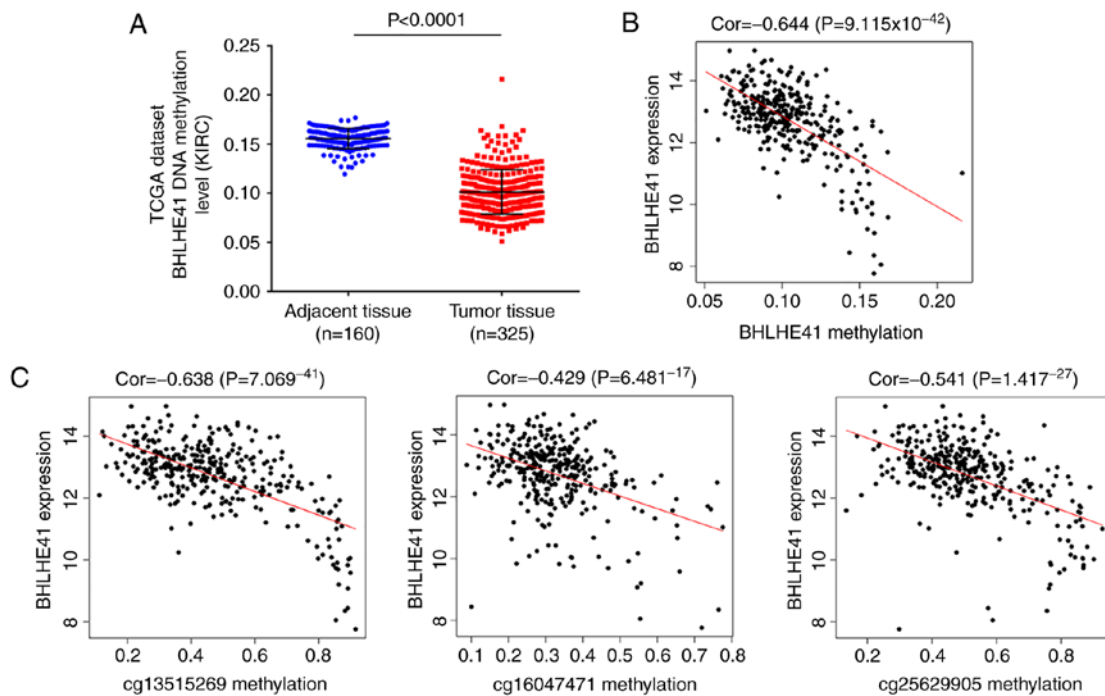 A
P<0.0001
TCGA dataset
BHLHE41 DNA methylation
level (KIRC)
0.25
0.20
0.15
0.10
0.05
0.00
Adjacent tissue
(n=160)
Tumor tissue
(n=325)
B
Cor=-0.644 (P=9.115x10⁻⁴²)
BHLHE41 expression
14
12
10
8
0.05 0.10 0.15 0.20
BHLHE41 methylation
C
Cor=-0.638 (P=7.069⁻⁴¹)
BHLHE41 expression
14
12
10
8
0.2 0.4 0.6 0.8
cg13515269 methylation
Cor=-0.429 (P=6.481⁻¹⁷)
BHLHE41 expression
14
12
10
8
0.1 0.2 0.3 0.4 0.5 0.6 0.7 0.8
cg16047471 methylation
Cor=-0.541 (P=1.417⁻²⁷)
BHLHE41 expression
14
12
10
8
0.2 0.4 0.6 0.8
cg25629905 methylation